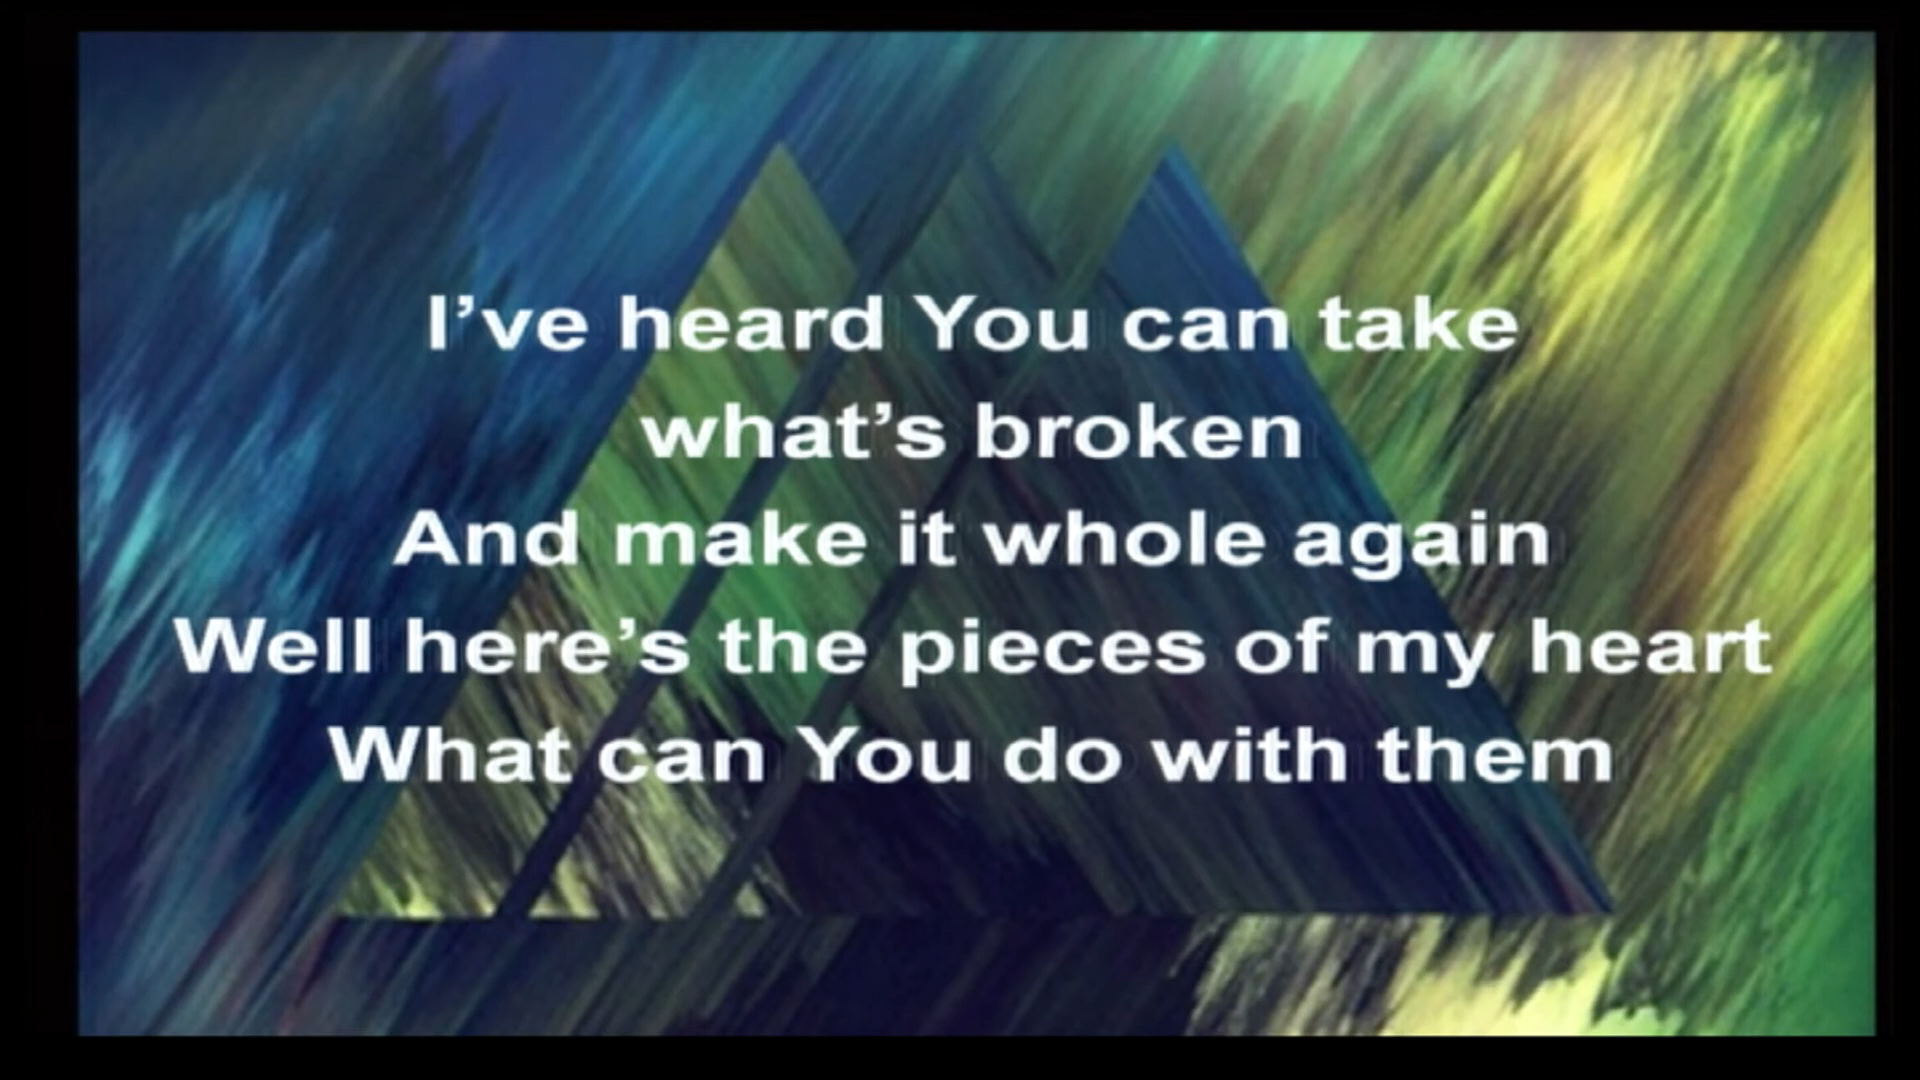 I’ve heard You can take
what’s broken
And make it whole again
Well here’s the pieces of my heart
What can You do with them